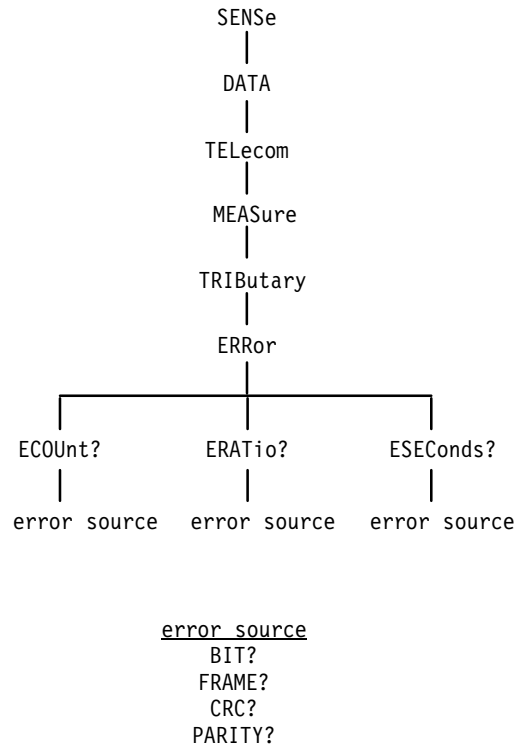 SENSe
DATA
TELecom
MEASure
TRIButary
ERRor
ECOUnt? ERATio? ESEConds?
error source error source error source
error source
BIT?
FRAME?
CRC?
PARITY?